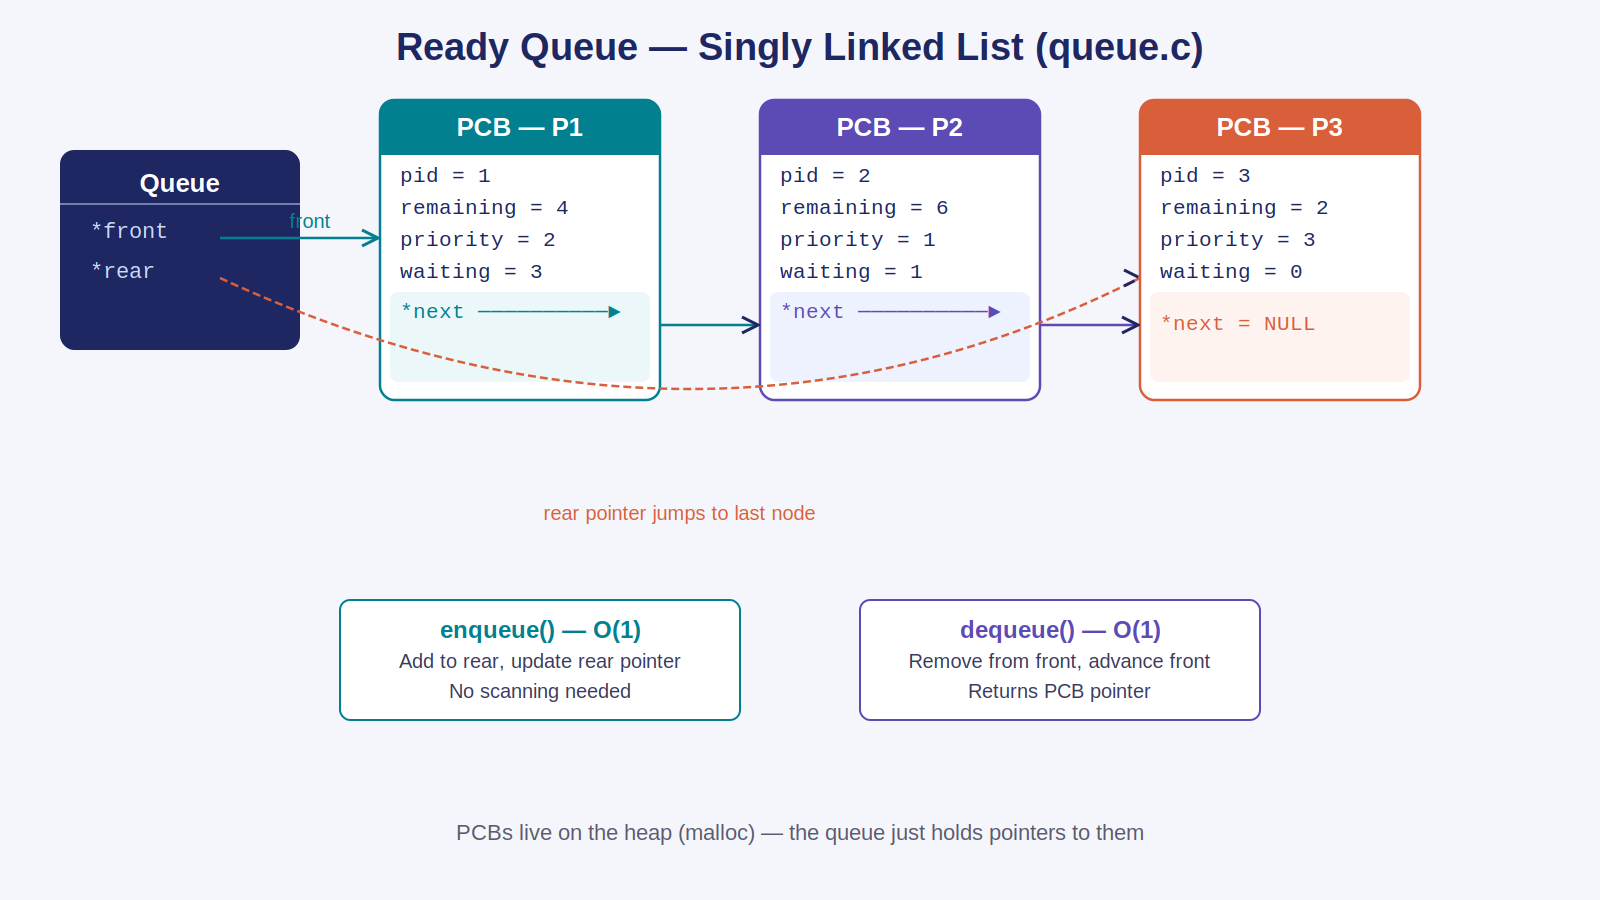 Ready Queue — Singly Linked List (queue.c)
Queue
*front
*rear
front
PCB — P1
pid = 1
remaining = 4
priority = 2
waiting = 3
*next ──────────▶
PCB — P2
pid = 2
remaining = 6
priority = 1
waiting = 1
*next ──────────▶
PCB — P3
pid = 3
remaining = 2
priority = 3
waiting = 0
*next = NULL
rear pointer jumps to last node
enqueue() — O(1)
Add to rear, update rear pointer
No scanning needed
dequeue() — O(1)
Remove from front, advance front
Returns PCB pointer
PCBs live on the heap (malloc) — the queue just holds pointers to them